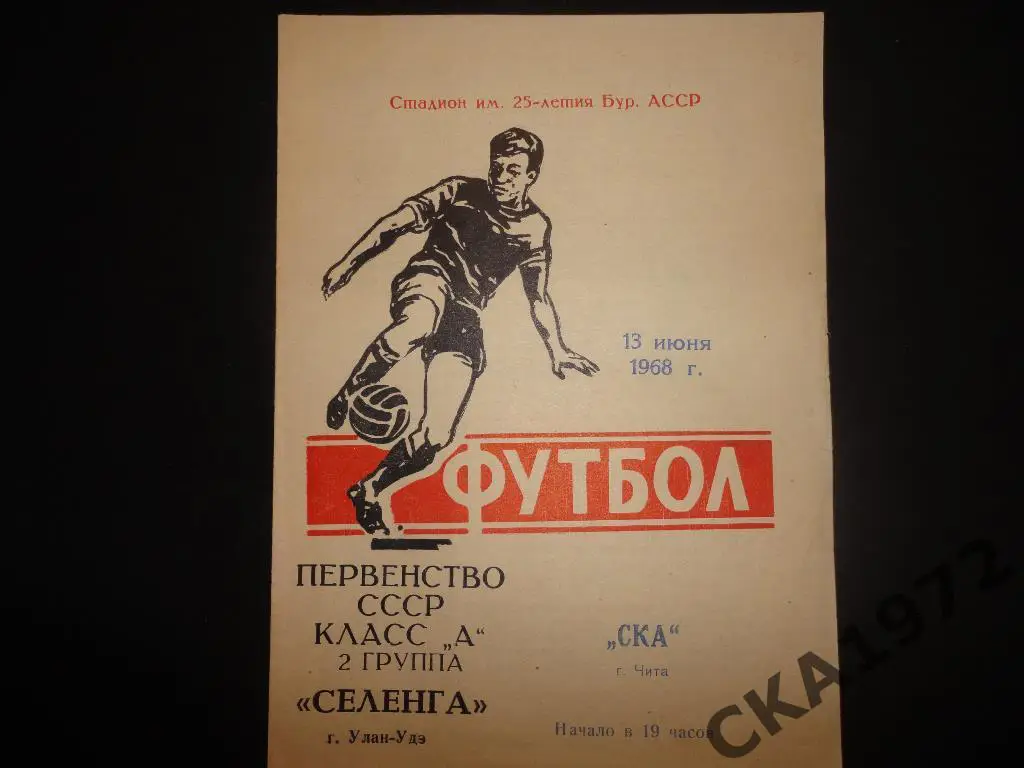 Стадион им. 25-летия Бур. АССР
13 июня
1968 г.
ФУТБОЛ
ПЕРВЕНСТВО
СССР
КЛАСС „А“
2 ГРУППА
«СЕЛЕНГА»
г. Улан-Удэ
„СКА“
г. Чита
Начало в 19 часов
СКА1972